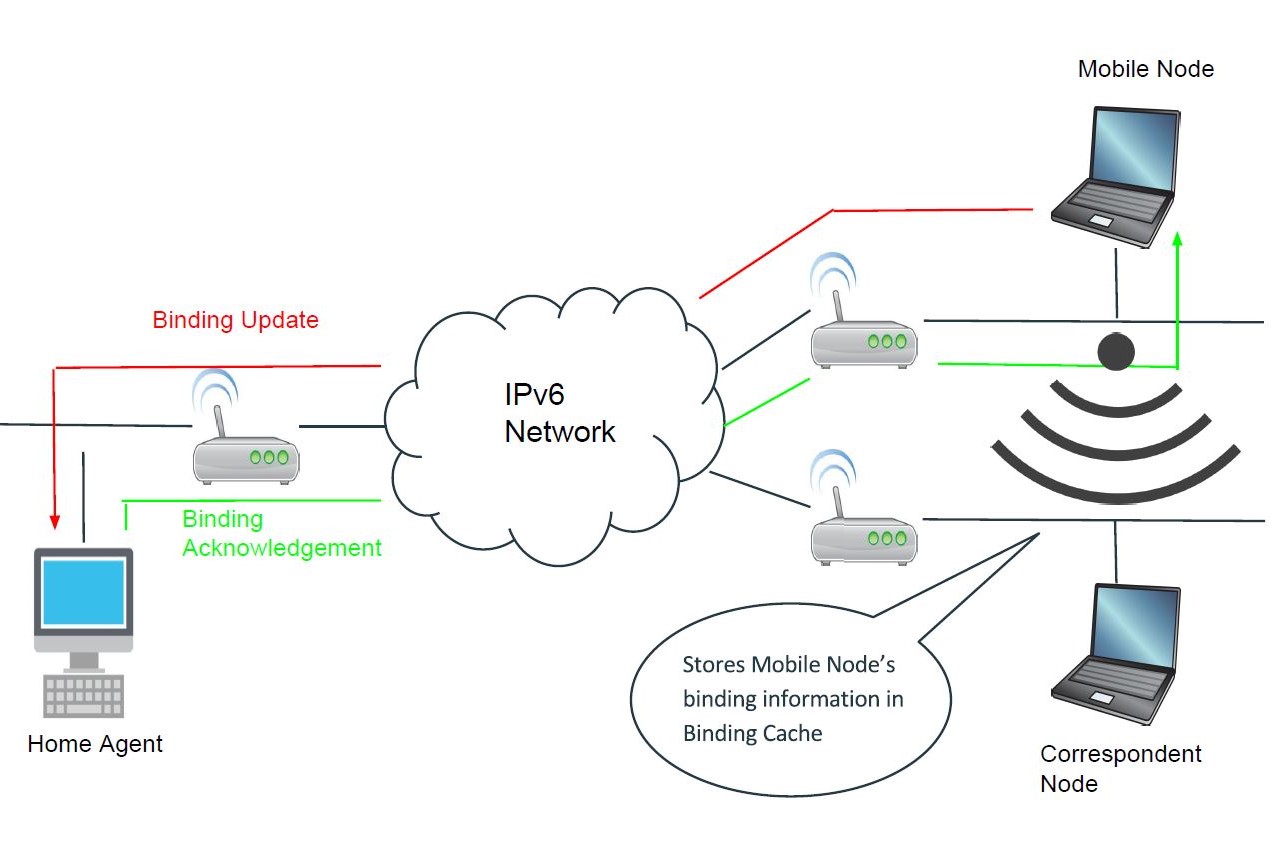 Mobile Node
Binding Update
IPv6
Network
Binding
Acknowledgement
Stores Mobile Node’s
binding information in
Binding Cache
Home Agent
Correspondent
Node